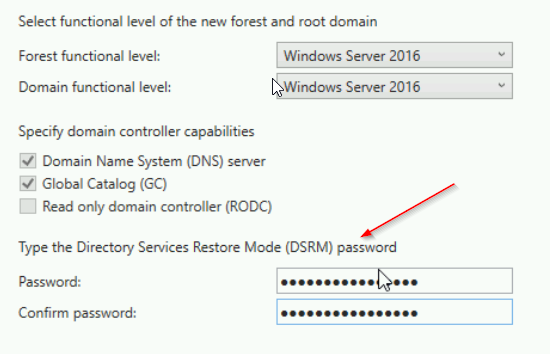 Select functional level of the new forest and root domain
Forest functional level: Windows Server 2016
Domain functional level: Windows Server 2016
Specify domain controller capabilities
Domain Name System (DNS) server
Global Catalog (GC)
Read only domain controller (RODC)
Type the Directory Services Restore Mode (DSRM) password
Password: ●●●●●●●●●●●●●●●●●
Confirm password: ●●●●●●●●●●●●●●●●●